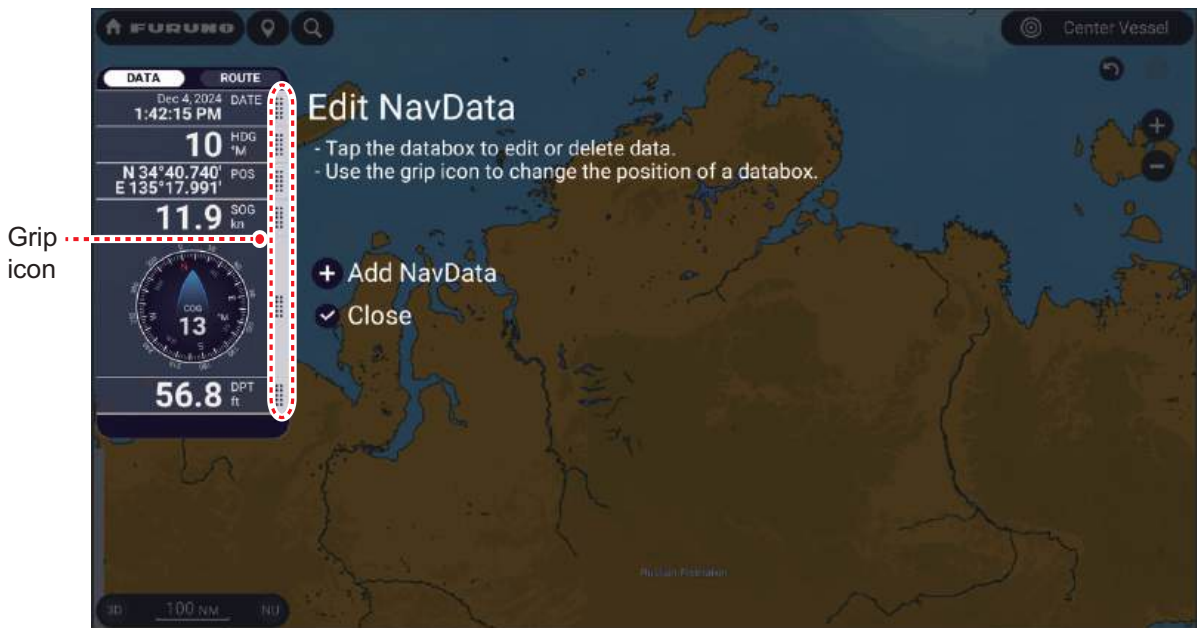 FURUNO
Center Vessel
DATA ROUTE
Dec 4, 2024 DATE
1:42:15 PM
10 HDG °M
N 34°40.740' POS
E 135°17.991'
11.9 SOG kn
COG
13 °M
56.8 DPT ft
Edit NavData
- Tap the databox to edit or delete data.
- Use the grip icon to change the position of a databox.
Add NavData
Close
Grip
icon
Russian Federation
3D 100 NM NU